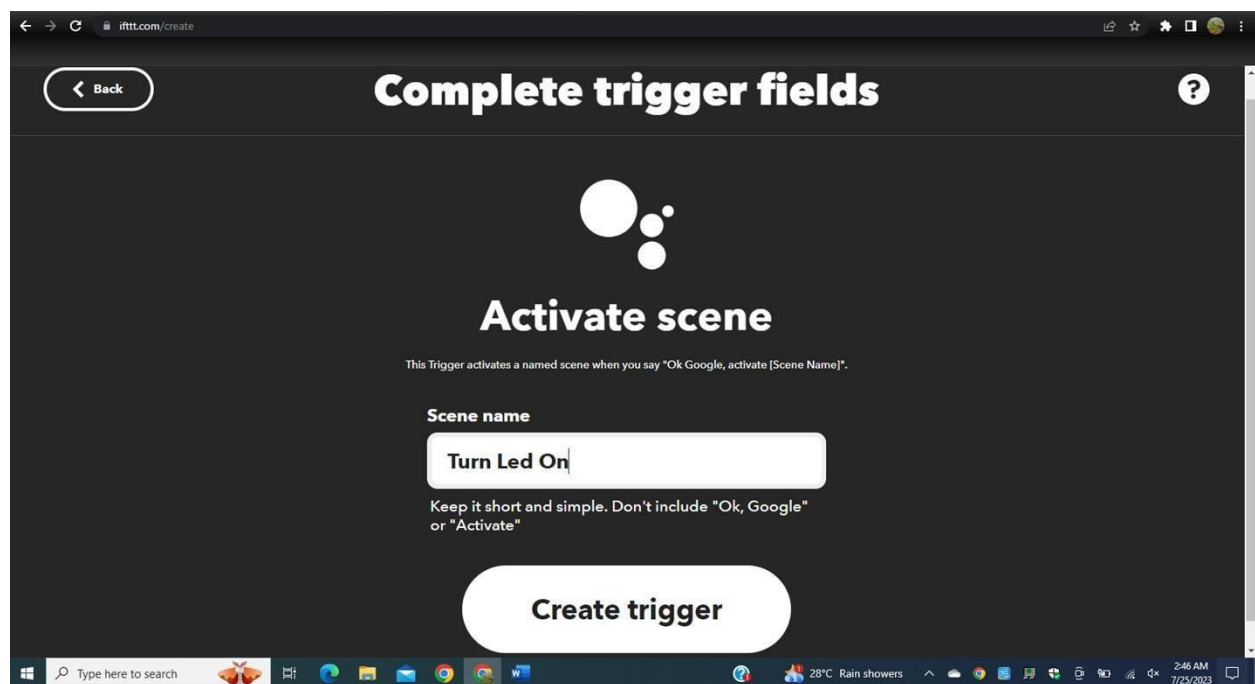 ifttt.com/create
Back
Complete trigger fields
?
Activate scene
This Trigger activates a named scene when you say "Ok Google, activate [Scene Name]".
Scene name
Turn Led On
Keep it short and simple. Don't include "Ok, Google"
or "Activate"
Create trigger
Type here to search
28°C Rain showers
2:46 AM
7/25/2023